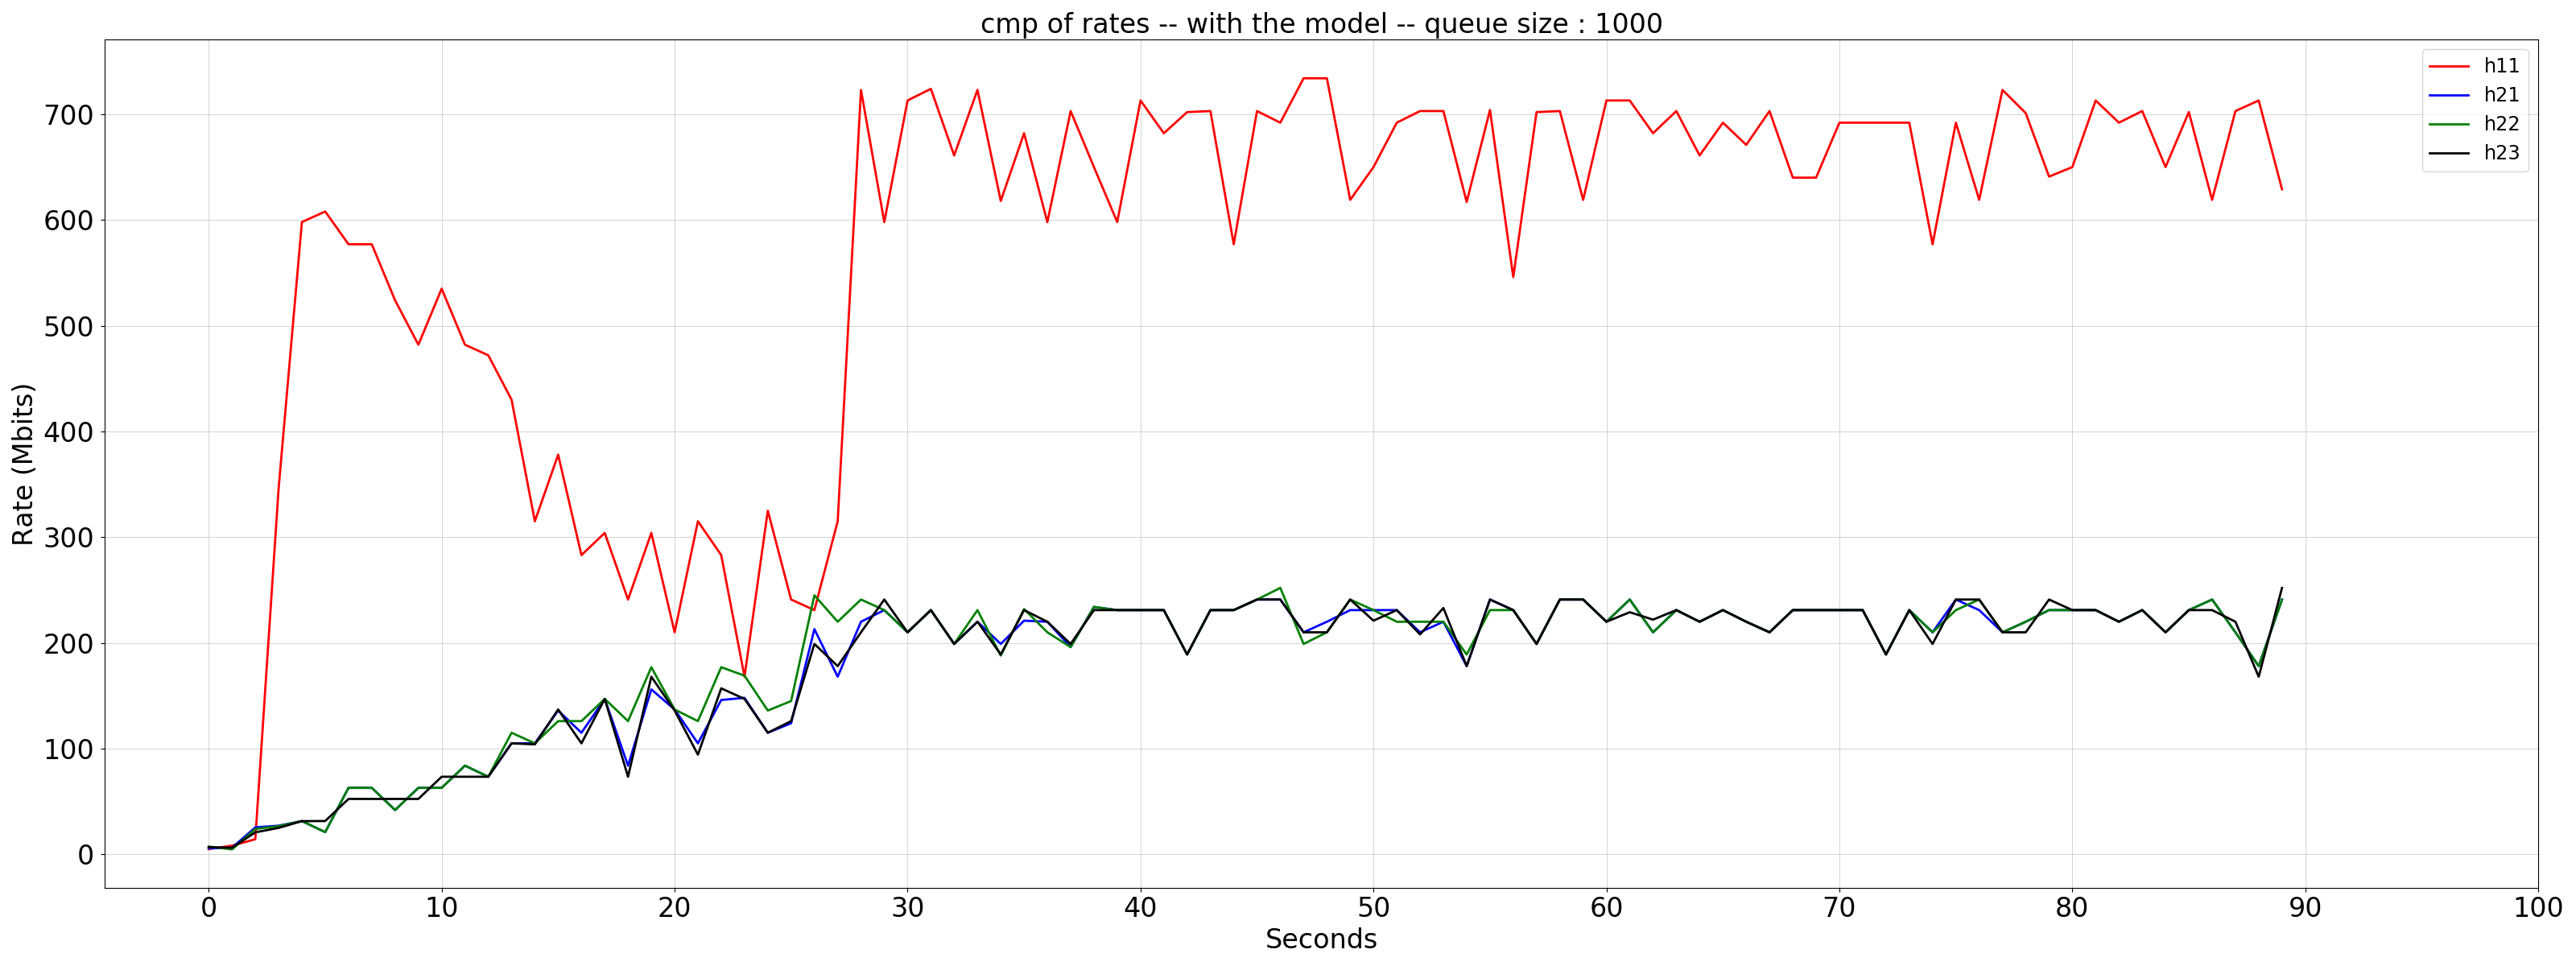 cmp of rates -- with the model -- queue size : 1000
h11
h21
h22
h23
Rate (Mbits)
700
600
500
400
300
200
100
0
0 10 20 30 40 50 60 70 80 90 100
Seconds